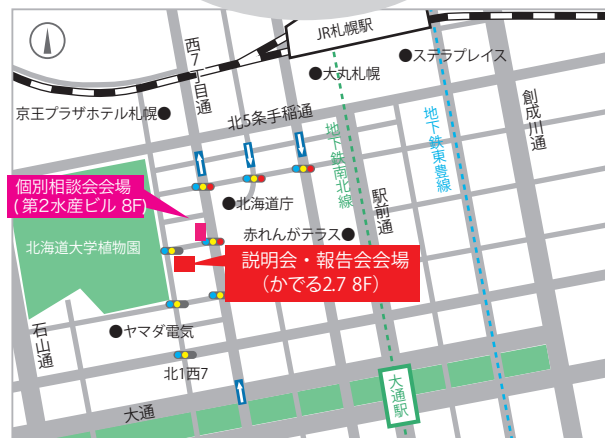 JR札幌駅
西7丁目通
●ステラプレイス
●大丸札幌
京王プラザホテル札幌●
北5条手稲通
創成川通
地下鉄東豊線
地下鉄南北線
個別相談会会場
(第2水産ビル 8F)
●北海道庁
駅前通
赤れんがテラス●
北海道大学植物園
説明会・報告会会場
（かでる2.7 8F）
石山通
●ヤマダ電気
北1西7
大通
大通駅